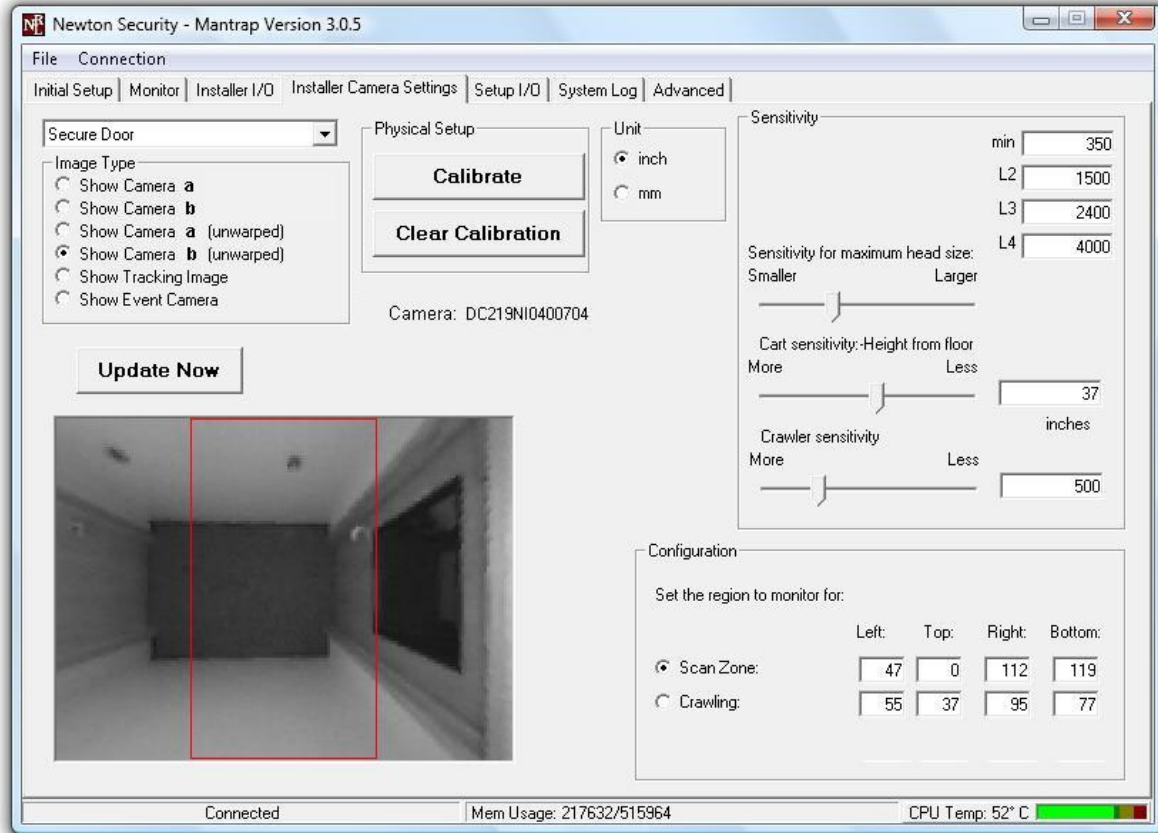 Newton Security - Mantrap Version 3.0.5
File Connection
Initial Setup Monitor Installer I/O Installer Camera Settings Setup I/O System Log Advanced
Secure Door
Image Type
Show Camera a
Show Camera b
Show Camera a (unwarped)
Show Camera b (unwarped)
Show Tracking Image
Show Event Camera
Physical Setup
Calibrate
Clear Calibration
Unit
inch
mm
Camera: DC219NI0400704
Update Now
Sensitivity
min 350
L2 1500
L3 2400
L4 4000
Sensitivity for maximum head size:
Smaller Larger
Cart sensitivity:-Height from floor
More Less
37
inches
Crawler sensitivity
More Less
500
Configuration
Set the region to monitor for:
Left: Top: Right: Bottom:
Scan Zone: 47 0 112 119
Crawling: 55 37 95 77
Connected Mem Usage: 217632/515964 CPU Temp: 52° C